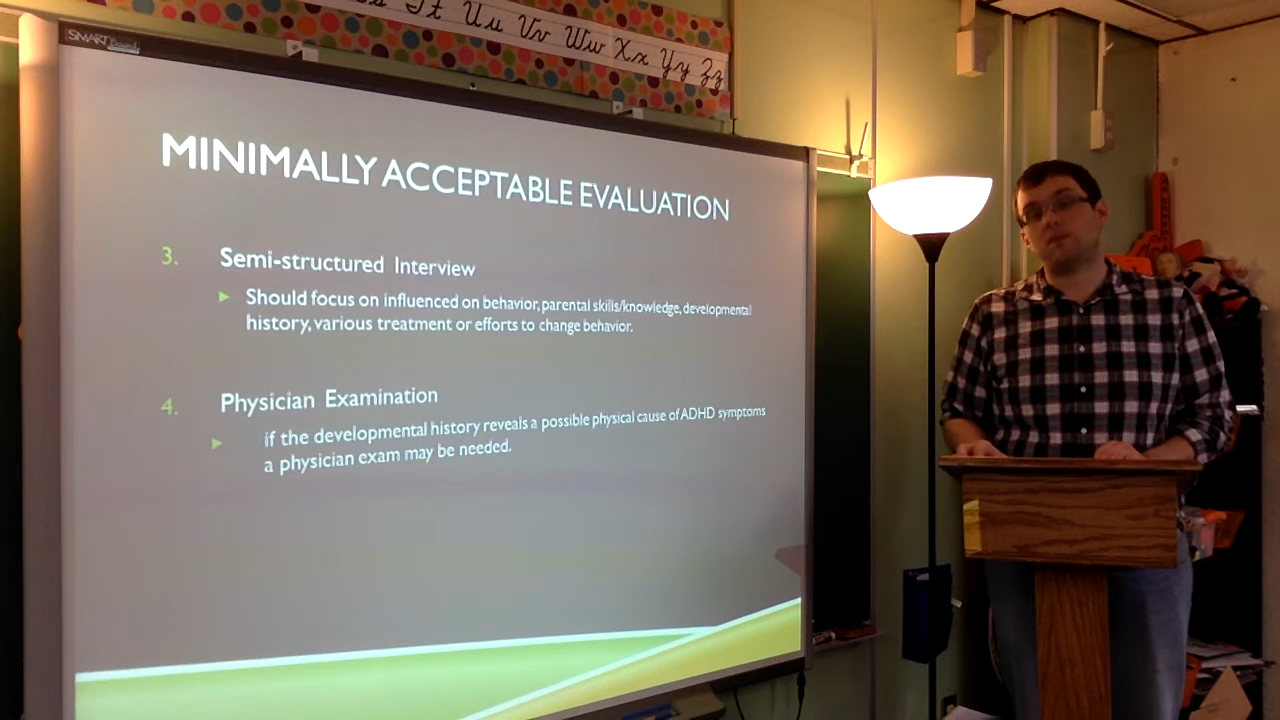 Tt Uu Vv Ww Xx Yy Zz
SMART Board
MINIMALLY ACCEPTABLE EVALUATION
3. Semi-structured Interview
Should focus on influenced on behavior, parental skills/knowledge, developmental
history, various treatment or efforts to change behavior.
4. Physician Examination
if the developmental history reveals a possible physical cause of ADHD symptoms
a physician exam may be needed.